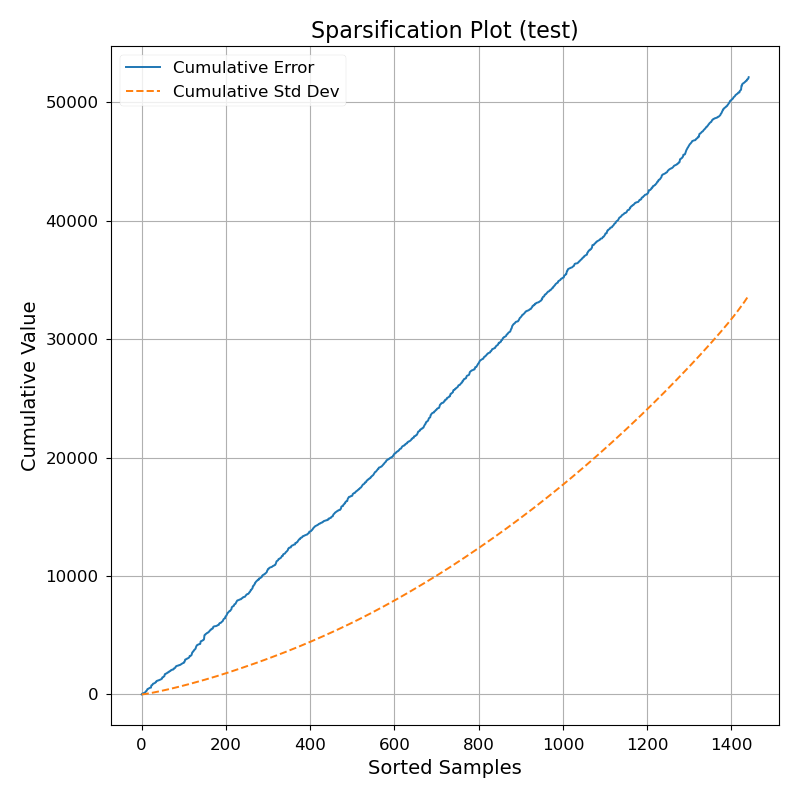 Sparsification Plot (test)
Cumulative Error
Cumulative Std Dev
Cumulative Value
50000
40000
30000
20000
10000
0
0 200 400 600 800 1000 1200 1400
Sorted Samples